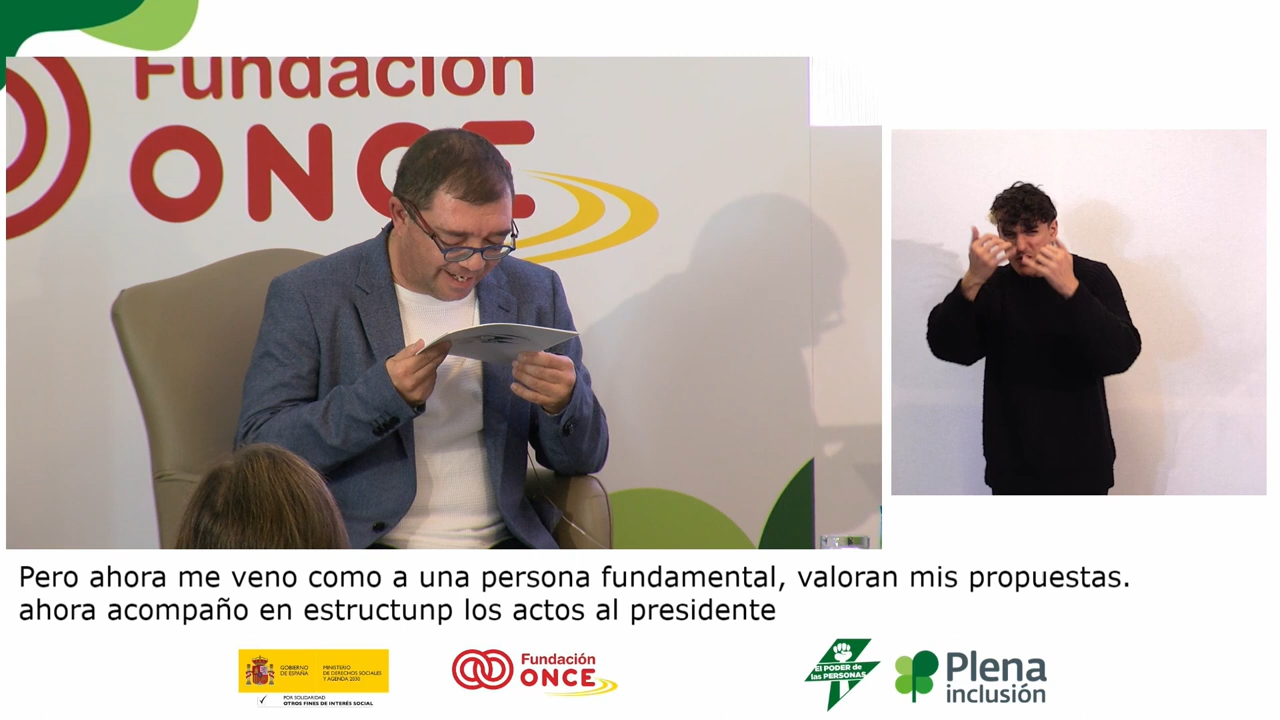 Fundación
ONCE
Pero ahora me veno como a una persona fundamental, valoran mis propuestas.
ahora acompaño en estructunp los actos al presidente
GOBIERNO
DE ESPAÑA
MINISTERIO
DE DERECHOS SOCIALES
Y AGENDA 2030
POR SOLIDARIDAD
OTROS FINES DE INTERÉS SOCIAL
Fundación
ONCE
EL PODER de
las PERSONAS
Plena
inclusión